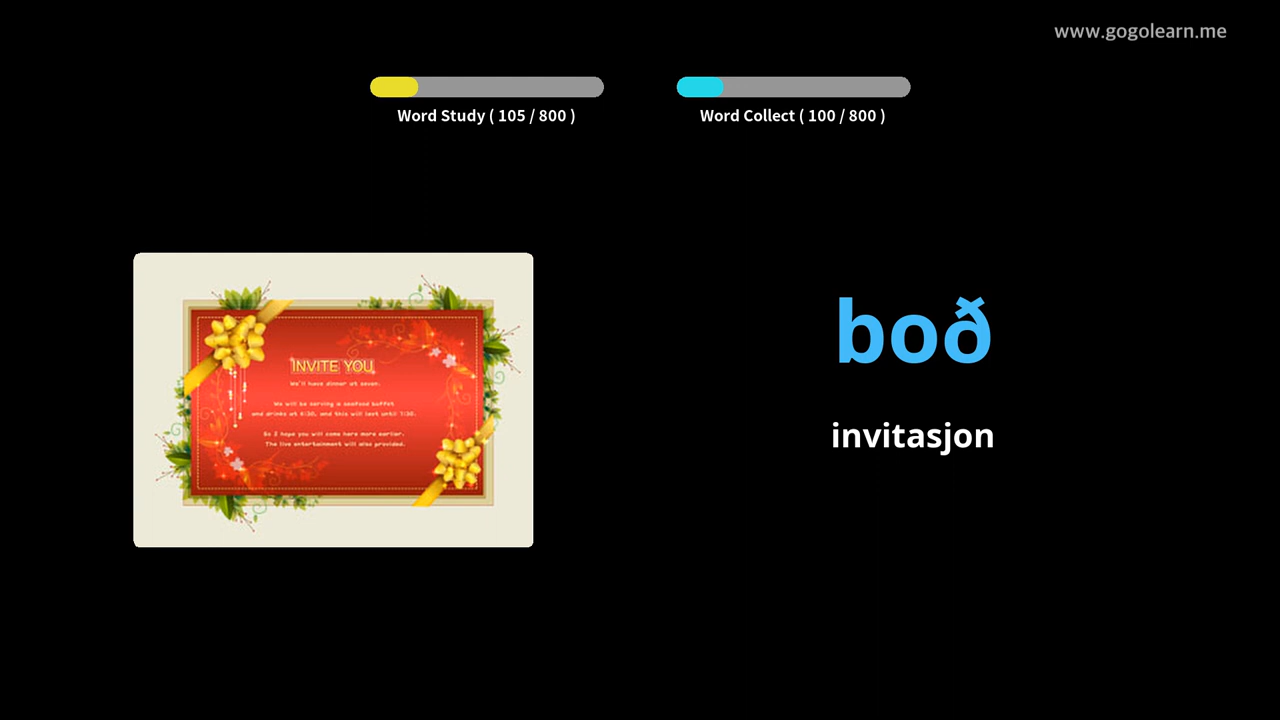 www.gogolearn.me
Word Study ( 105 / 800 )
Word Collect ( 100 / 800 )
INVITE YOU
We'll have dinner at seven.
We will be serving a seafood buffet
and drinks at 6:30, and this will last until 7:30.
So I hope you will come here more earlier.
The live entertainment will also provided.
boð
invitasjon